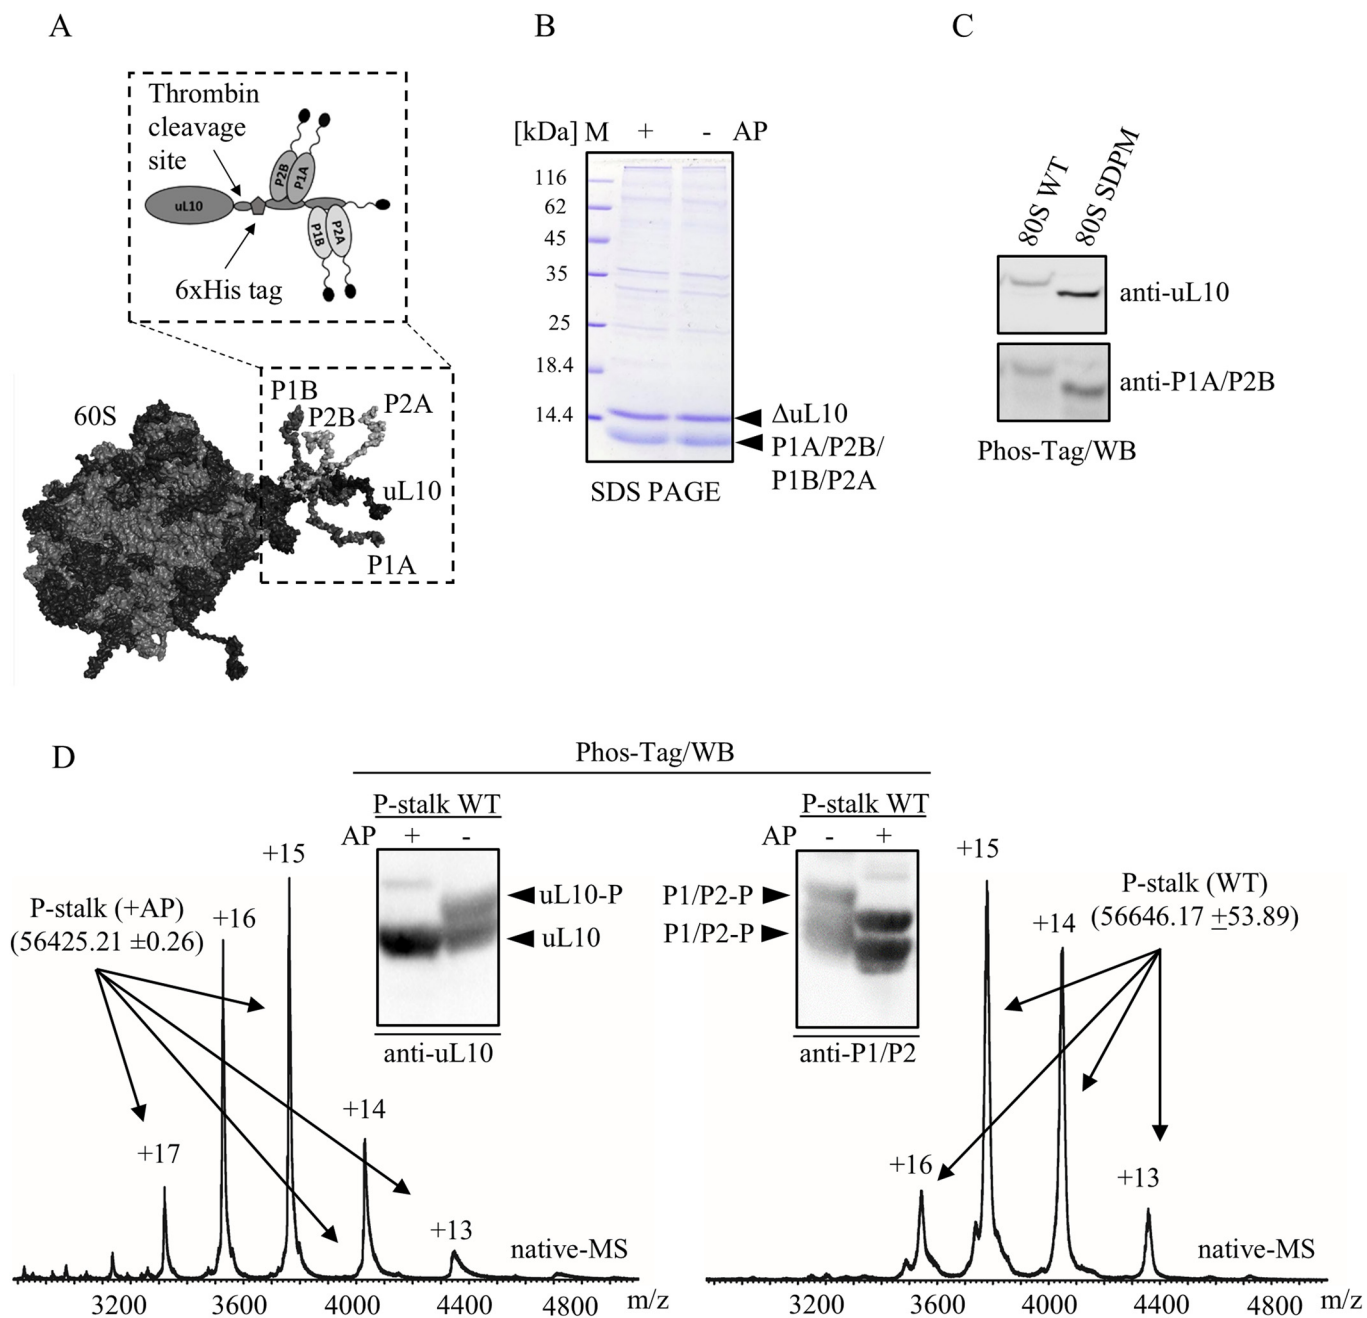 A
Thrombin
cleavage
site
P2B
P1A
uL10
P1B
P2A
6xHis tag
60S
P1B
P2B
P2A
uL10
P1A
B
[kDa] M + - AP
116
62
45
35
25
18.4
14.4
ΔuL10
P1A/P2B/
P1B/P2A
SDS PAGE
C
80S WT
80S SDPM
anti-uL10
anti-P1A/P2B
Phos-Tag/WB
D
Phos-Tag/WB
P-stalk WT
AP + -
uL10-P
uL10
anti-uL10
P-stalk WT
AP - +
P1/P2-P
P1/P2-P
anti-P1/P2
P-stalk (+AP)
(56425.21 ±0.26)
+17
+16
+15
+14
+13
native-MS
3200 3600 4000 4400 4800 m/z
P-stalk (WT)
(56646.17 ±53.89)
+16
+15
+14
+13
native-MS
3200 3600 4000 4400 4800 m/z